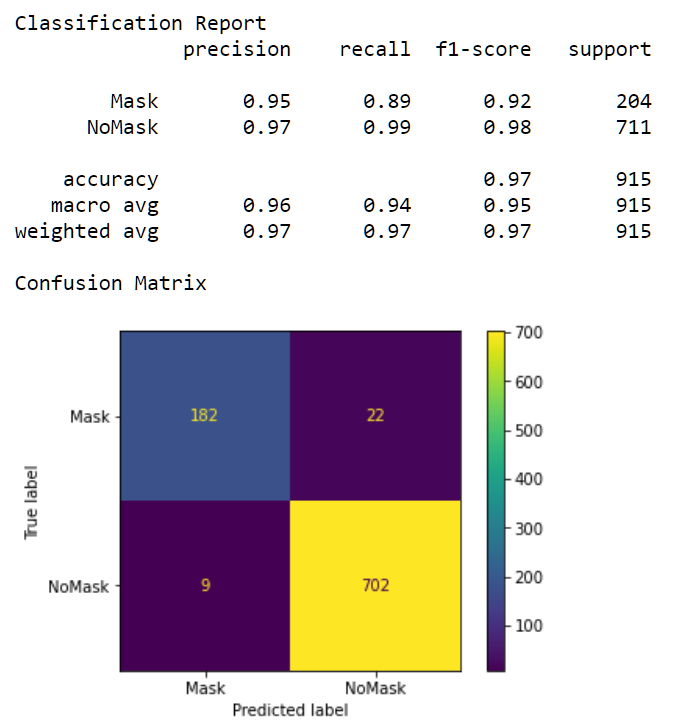 Classification Report
precision recall f1-score support
Mask 0.95 0.89 0.92 204
NoMask 0.97 0.99 0.98 711
accuracy 0.97 915
macro avg 0.96 0.94 0.95 915
weighted avg 0.97 0.97 0.97 915
Confusion Matrix
700
600
500
400
300
200
100
Mask 182 22
True label
NoMask 9 702
Mask NoMask
Predicted label